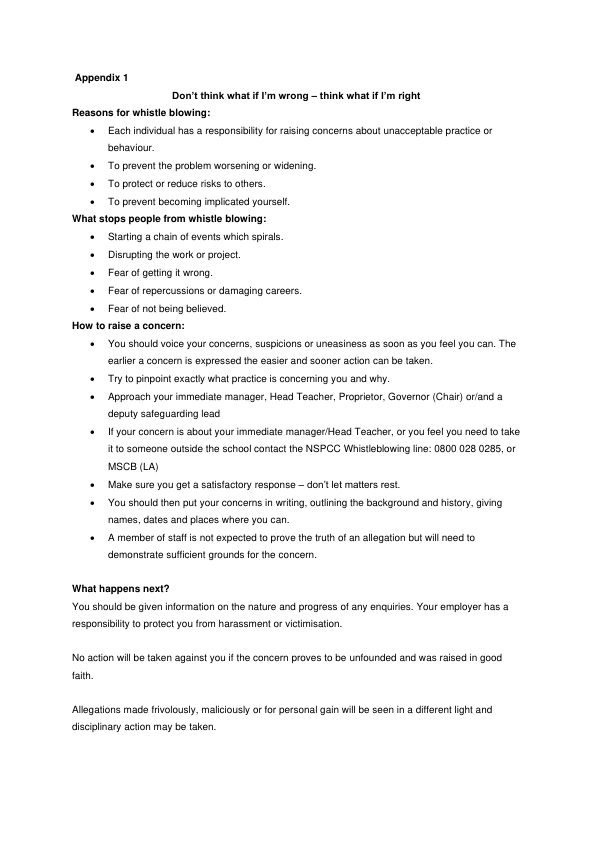 Appendix 1
Don’t think what if I’m wrong – think what if I’m right
Reasons for whistle blowing:
• Each individual has a responsibility for raising concerns about unacceptable practice or
behaviour.
• To prevent the problem worsening or widening.
• To protect or reduce risks to others.
• To prevent becoming implicated yourself.
What stops people from whistle blowing:
• Starting a chain of events which spirals.
• Disrupting the work or project.
• Fear of getting it wrong.
• Fear of repercussions or damaging careers.
• Fear of not being believed.
How to raise a concern:
• You should voice your concerns, suspicions or uneasiness as soon as you feel you can. The
earlier a concern is expressed the easier and sooner action can be taken.
• Try to pinpoint exactly what practice is concerning you and why.
• Approach your immediate manager, Head Teacher, Proprietor, Governor (Chair) or/and a
deputy safeguarding lead
• If your concern is about your immediate manager/Head Teacher, or you feel you need to take
it to someone outside the school contact the NSPCC Whistleblowing line: 0800 028 0285, or
MSCB (LA)
• Make sure you get a satisfactory response – don’t let matters rest.
• You should then put your concerns in writing, outlining the background and history, giving
names, dates and places where you can.
• A member of staff is not expected to prove the truth of an allegation but will need to
demonstrate sufficient grounds for the concern.
What happens next?
You should be given information on the nature and progress of any enquiries. Your employer has a
responsibility to protect you from harassment or victimisation.
No action will be taken against you if the concern proves to be unfounded and was raised in good
faith.
Allegations made frivolously, maliciously or for personal gain will be seen in a different light and
disciplinary action may be taken.